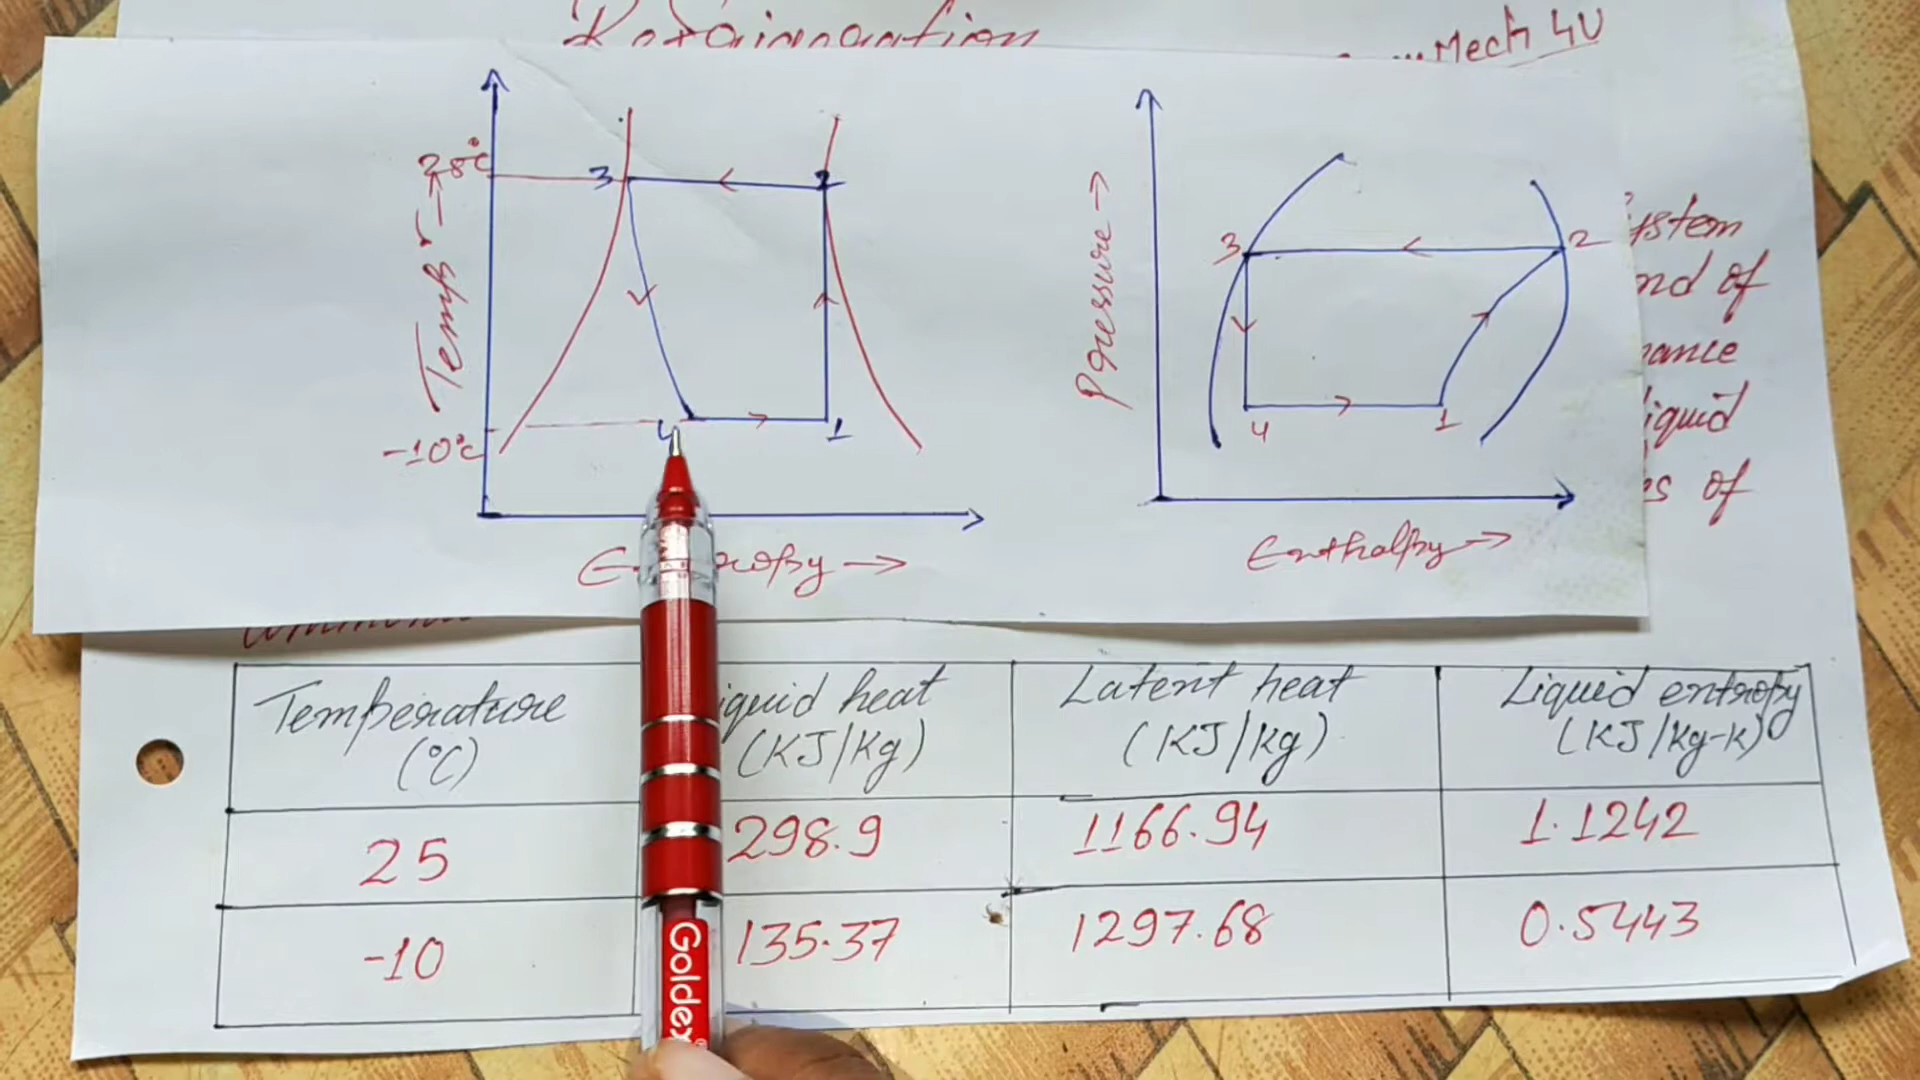 Refrigeration
...Mech 4U
28°C
3
2
Temp →
4
1
-10°C
Entropy →
Pressure →
3
2
4
1
Enthalpy →
ystem
nd of
ance
iquid
es of
Temperature
(°C)
iquid heat
(KJ/Kg)
Latent heat
(KJ/Kg)
Liquid entropy
(KJ/Kg-K)
25
298.9
1166.94
1.1242
-10
135.37
1297.68
0.5443
Goldex